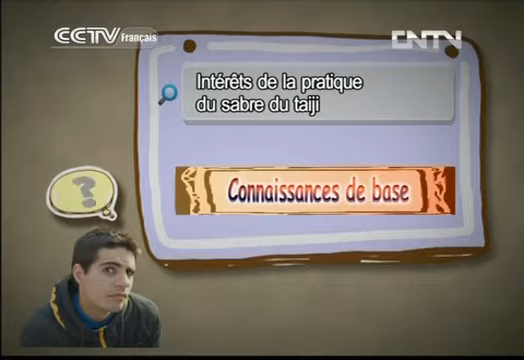 CCTV Français
CNTV
Intérêts de la pratique
du sabre du taiji
Connaissances de base
?